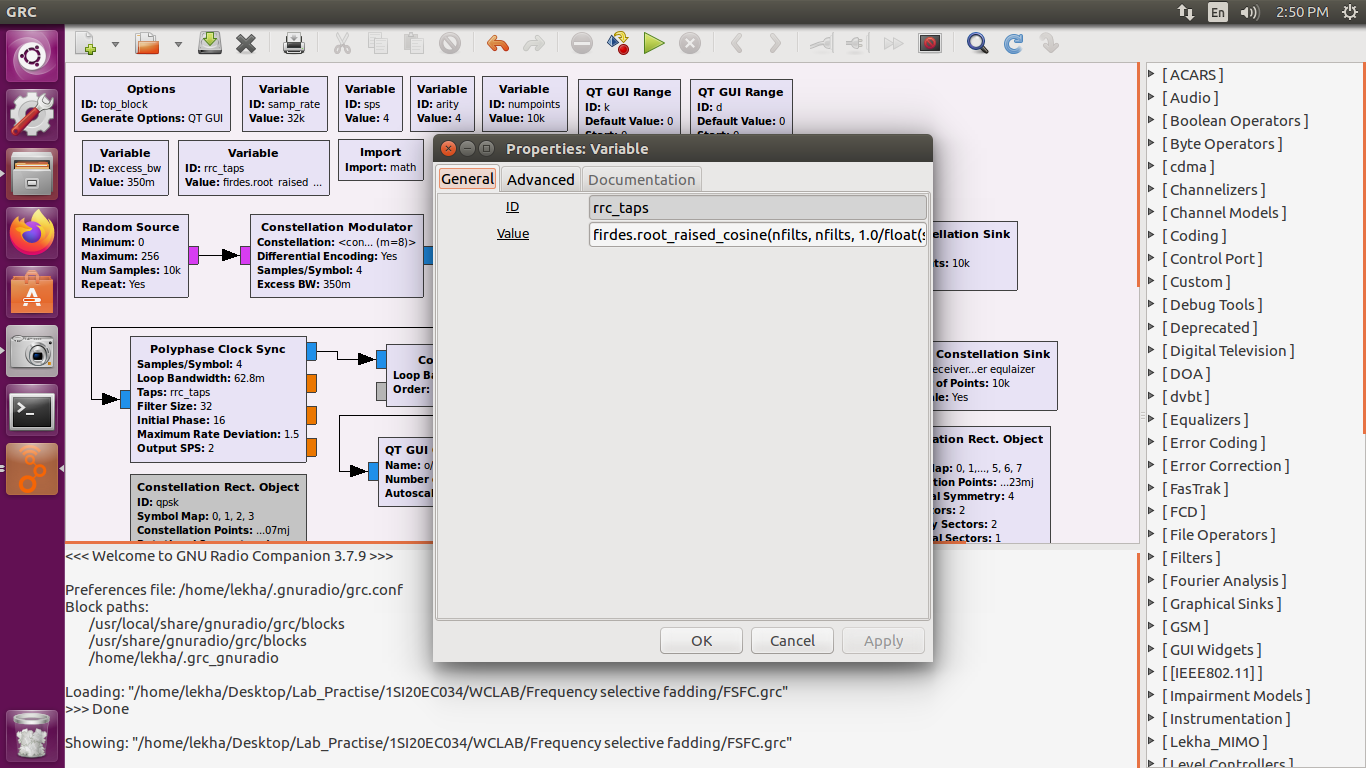 GRC
En
2:50 PM
Options
ID: top_block
Generate Options: QT GUI
Variable
ID: samp_rate
Value: 32k
Variable
ID: sps
Value: 4
Variable
ID: arity
Value: 4
Variable
ID: numpoints
Value: 10k
QT GUI Range
ID: k
Default Value: 0
QT GUI Range
ID: d
Default Value: 0
Variable
ID: excess_bw
Value: 350m
Variable
ID: rrc_taps
Value: firdes.root_raised_...
Import
Import: math
Random Source
Minimum: 0
Maximum: 256
Num Samples: 10k
Repeat: Yes
Constellation Modulator
Constellation: <con... (m=8)>
Differential Encoding: Yes
Samples/Symbol: 4
Excess BW: 350m
ellation Sink
ts: 10k
Polyphase Clock Sync
Samples/Symbol: 4
Loop Bandwidth: 62.8m
Taps: rrc_taps
Filter Size: 32
Initial Phase: 16
Maximum Rate Deviation: 1.5
Output SPS: 2
Co
Loop Ba
Order:
QT GUI
Name: o/
Number
Autoscal
Constellation Sink
eceiver...er equlaizer
of Points: 10k
ale: Yes
Constellation Rect. Object
ID: qpsk
Symbol Map: 0, 1, 2, 3
Constellation Points: ...07mj
ation Rect. Object
ap: 0, 1,..., 5, 6, 7
tion Points: ...23mj
al Symmetry: 4
tors: 2
y Sectors: 2
al Sectors: 1
Properties: Variable
General
Advanced
Documentation
ID
rrc_taps
Value
firdes.root_raised_cosine(nfilts, nfilts, 1.0/float(s
OK
Cancel
Apply
<<< Welcome to GNU Radio Companion 3.7.9 >>>
Preferences file: /home/lekha/.gnuradio/grc.conf
Block paths:
/usr/local/share/gnuradio/grc/blocks
/usr/share/gnuradio/grc/blocks
/home/lekha/.grc_gnuradio
Loading: "/home/lekha/Desktop/Lab_Practise/1SI20EC034/WCLAB/Frequency selective fadding/FSFC.grc"
>>> Done
Showing: "/home/lekha/Desktop/Lab_Practise/1SI20EC034/WCLAB/Frequency selective fadding/FSFC.grc"
[ ACARS ]
[ Audio ]
[ Boolean Operators ]
[ Byte Operators ]
[ cdma ]
[ Channelizers ]
[ Channel Models ]
[ Coding ]
[ Control Port ]
[ Custom ]
[ Debug Tools ]
[ Deprecated ]
[ Digital Television ]
[ DOA ]
[ dvbt ]
[ Equalizers ]
[ Error Coding ]
[ Error Correction ]
[ FasTrak ]
[ FCD ]
[ File Operators ]
[ Filters ]
[ Fourier Analysis ]
[ Graphical Sinks ]
[ GSM ]
[ GUI Widgets ]
[ [IEEE802.11] ]
[ Impairment Models ]
[ Instrumentation ]
[ Lekha_MIMO ]
[ Level Controllers ]